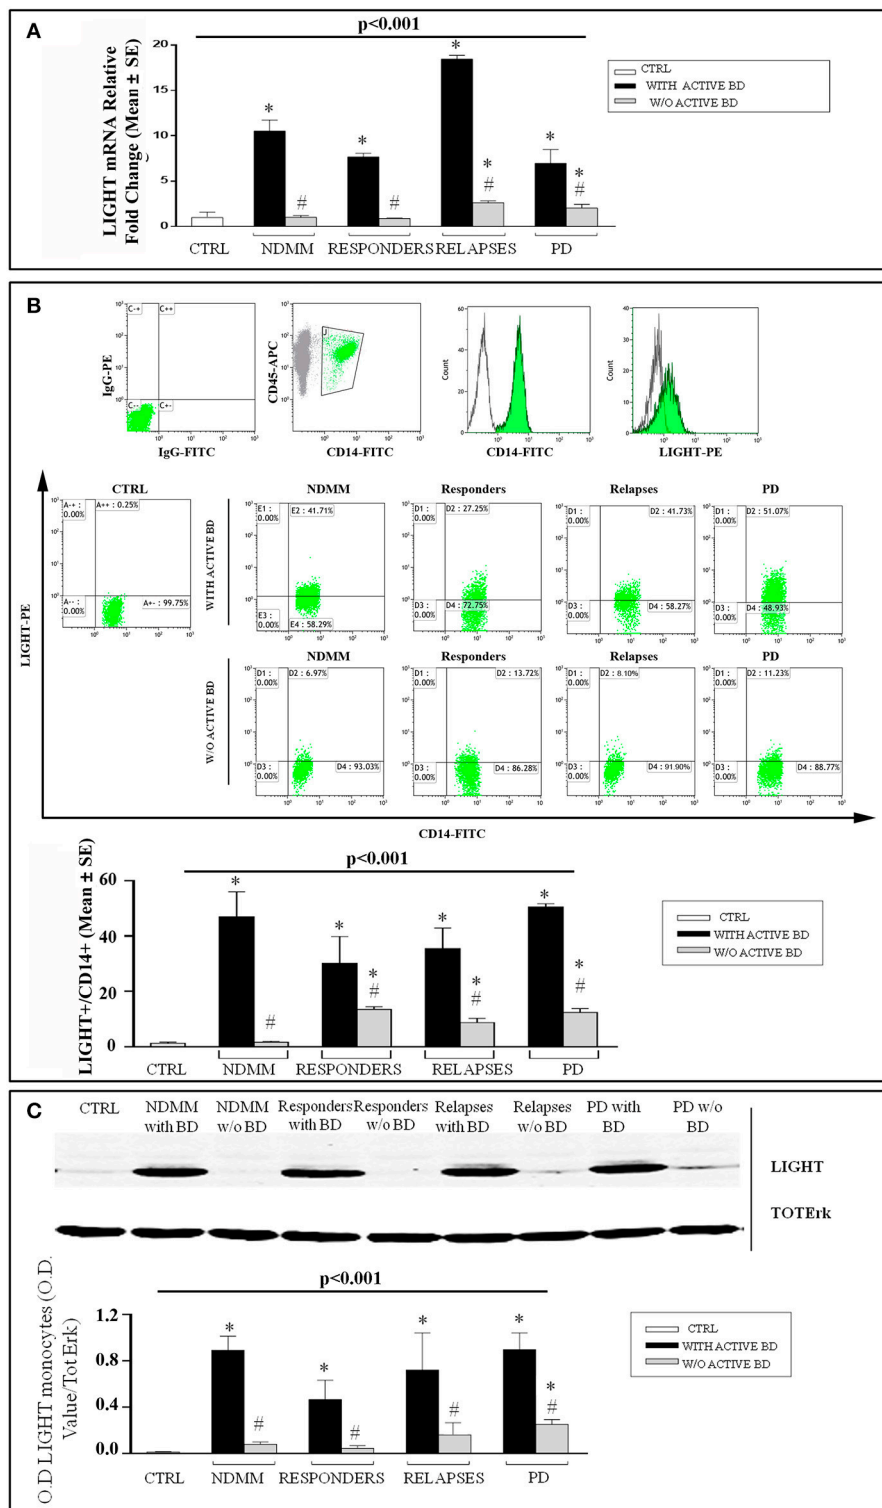 A
p<0.001
LIGHT mRNA Relative
Fold Change (Mean ± SE)
20
15
10
5
0
*
#
*
#
*
*
#
*
*
#
CTRL
NDMM
RESPONDERS
RELAPSES
PD
CTRL
WITH ACTIVE BD
W/O ACTIVE BD
B
IgG-PE
C-+
C++
C--
C+-
IgG-FITC
CD45-APC
J
CD14-FITC
Count
60
40
20
0
CD14-FITC
Count
40
30
20
10
0
LIGHT-PE
CTRL
NDMM
Responders
Relapses
PD
LIGHT-PE
A-+ : 0.00%
A++ : 0.25%
A-- : 0.00%
A+- : 99.75%
WITH ACTIVE BD
E1 : 0.00%
E2 : 41.71%
E3 : 0.00%
E4 : 58.29%
D1 : 0.00%
D2 : 27.25%
D3 : 0.00%
D4 : 72.75%
D1 : 0.00%
D2 : 41.73%
D3 : 0.00%
D4 : 58.27%
D1 : 0.00%
D2 : 51.07%
D3 : 0.00%
D4 : 48.93%
NDMM
Responders
Relapses
PD
W/O ACTIVE BD
D1 : 0.00%
D2 : 6.97%
D3 : 0.00%
D4 : 93.03%
D1 : 0.00%
D2 : 13.72%
D3 : 0.00%
D4 : 86.28%
D1 : 0.00%
D2 : 8.10%
D3 : 0.00%
D4 : 91.90%
D1 : 0.00%
D2 : 11.23%
D3 : 0.00%
D4 : 88.77%
CD14-FITC
p<0.001
LIGHT+/CD14+ (Mean ± SE)
60
40
20
0
*
#
*
*
#
*
*
#
*
*
#
CTRL
NDMM
RESPONDERS
RELAPSES
PD
CTRL
WITH ACTIVE BD
W/O ACTIVE BD
C
CTRL
NDMM with BD
NDMM w/o BD
Responders with BD
Responders w/o BD
Relapses with BD
Relapses w/o BD
PD with BD
PD w/o BD
LIGHT
TOTErk
p<0.001
O.D LIGHT monocytes (O.D.
Value/Tot Erk)
1.2
0.8
0.4
0.0
*
#
*
#
*
#
*
*
#
CTRL
NDMM
RESPONDERS
RELAPSES
PD
CTRL
WITH ACTIVE BD
W/O ACTIVE BD